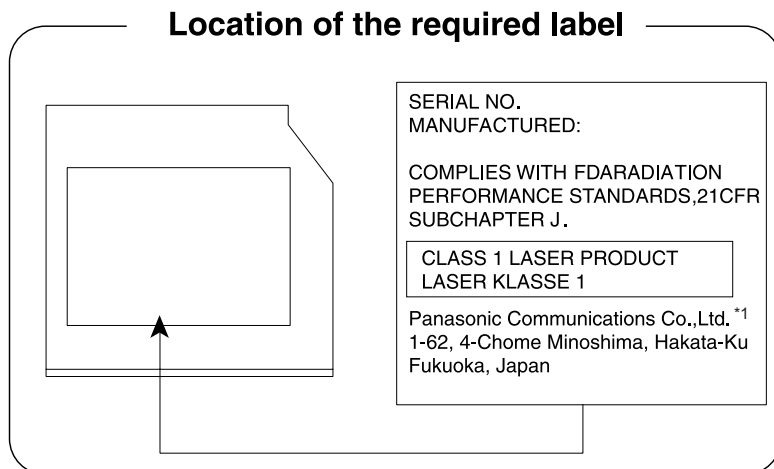 Location of the required label
SERIAL NO.
MANUFACTURED:
COMPLIES WITH FDARADIATION
PERFORMANCE STANDARDS,21CFR
SUBCHAPTER J.
CLASS 1 LASER PRODUCT
LASER KLASSE 1
Panasonic Communications Co.,Ltd. *1
1-62, 4-Chome Minoshima, Hakata-Ku
Fukuoka, Japan